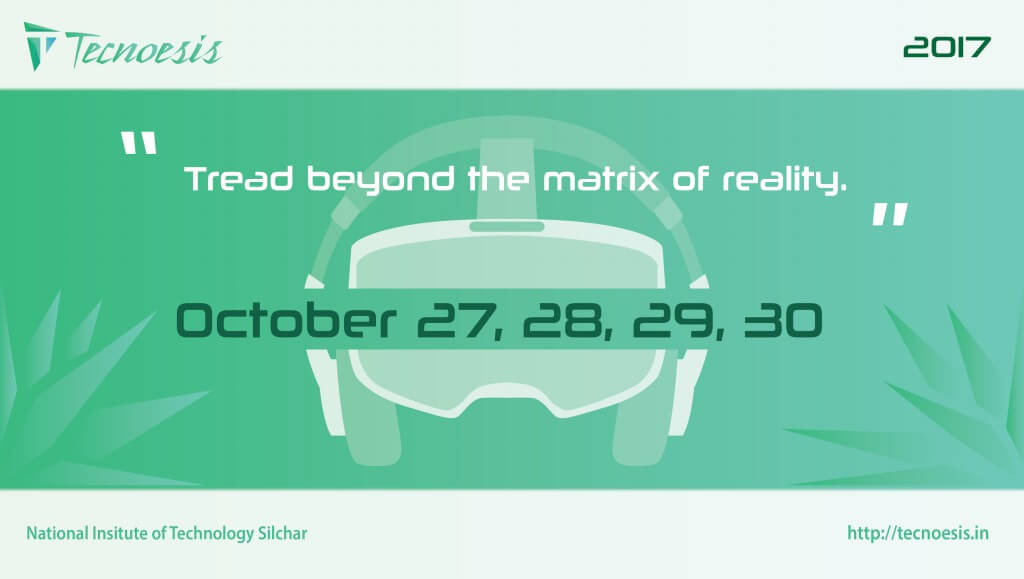 Tecnoesis
2017
"
Tread beyond the matrix of reality.
"
October 27, 28, 29, 30
National Insitute of Technology Silchar
http://tecnoesis.in